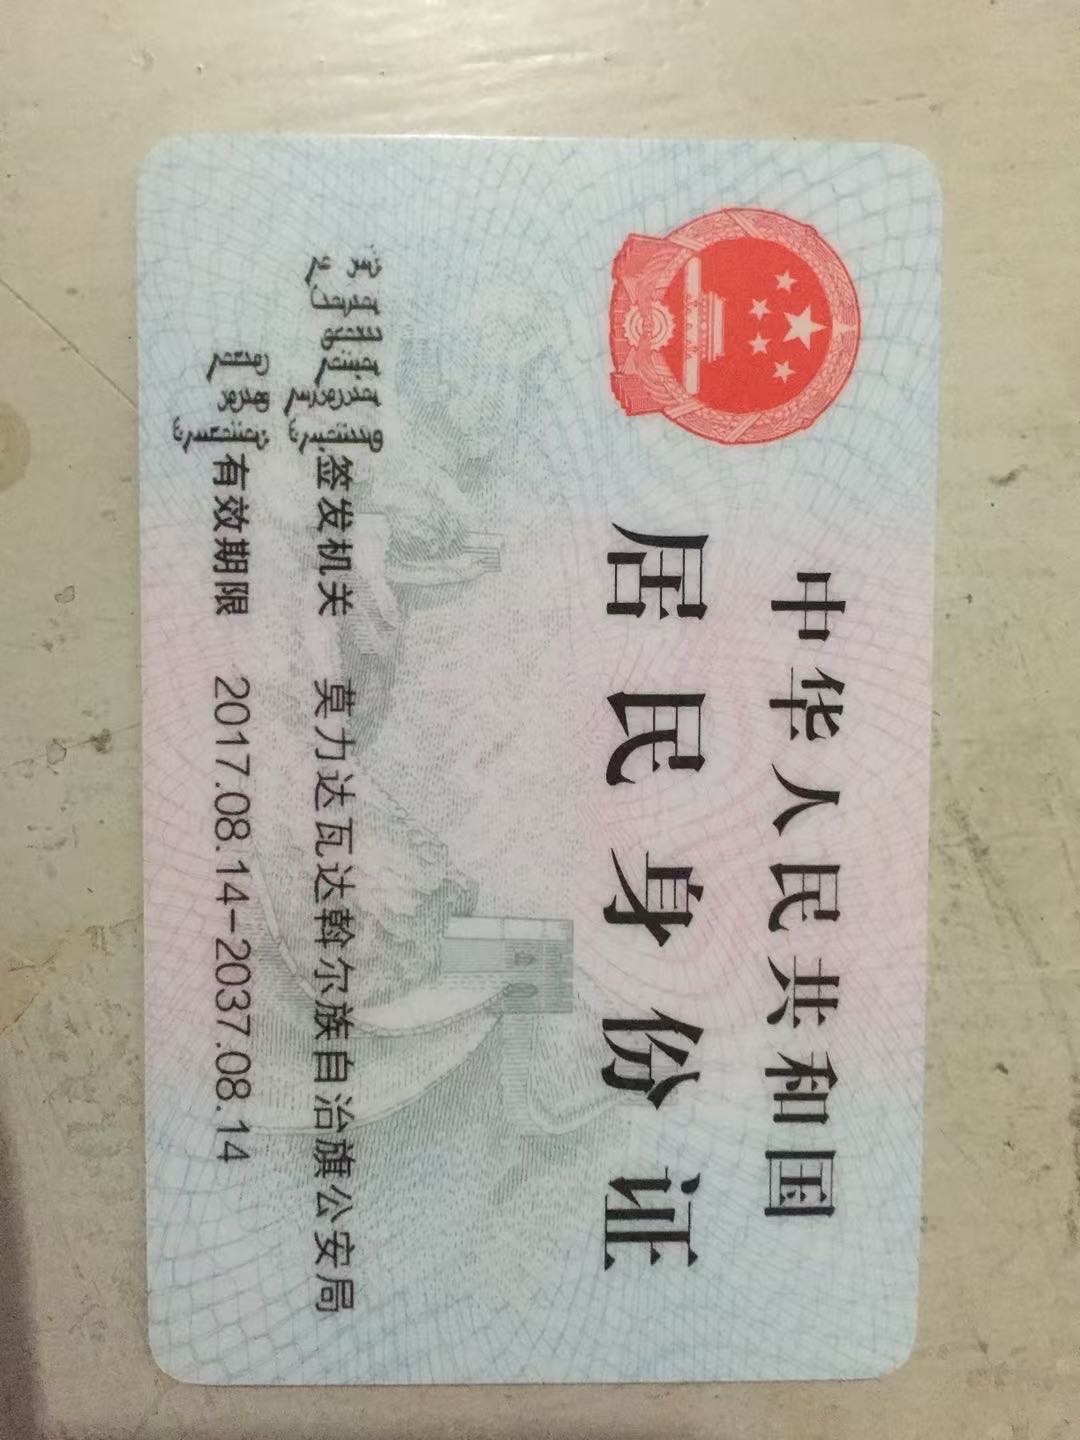 中华人民共和国
居民身份证
签发机关 莫力达瓦达斡尔族自治旗公安局
有效期限 2017.08.14-2037.08.14